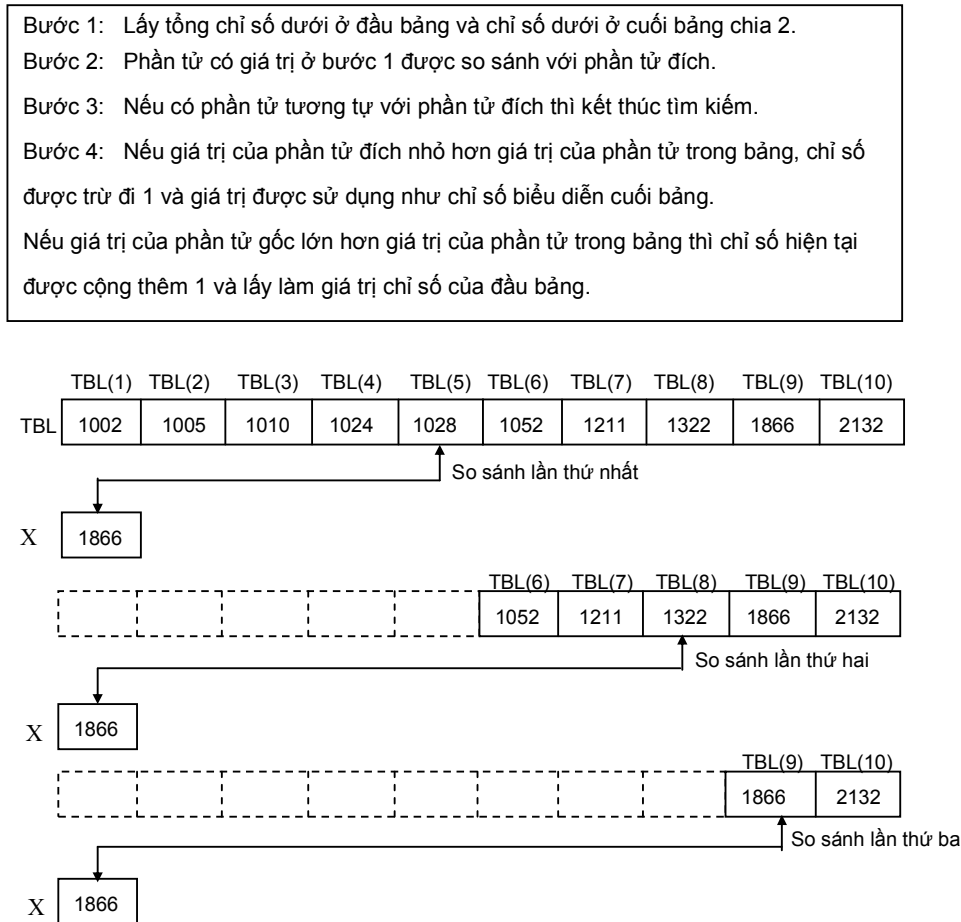 Bước 1: Lấy tổng chỉ số dưới ở đầu bảng và chỉ số dưới ở cuối bảng chia 2.
Bước 2: Phần tử có giá trị ở bước 1 được so sánh với phần tử đích.
Bước 3: Nếu có phần tử tương tự với phần tử đích thì kết thúc tìm kiếm.
Bước 4: Nếu giá trị của phần tử đích nhỏ hơn giá trị của phần tử trong bảng, chỉ số
được trừ đi 1 và giá trị được sử dụng như chỉ số biểu diễn cuối bảng.
Nếu giá trị của phần tử gốc lớn hơn giá trị của phần tử trong bảng thì chỉ số hiện tại
được cộng thêm 1 và lấy làm giá trị chỉ số của đầu bảng.
TBL(1) TBL(2) TBL(3) TBL(4) TBL(5) TBL(6) TBL(7) TBL(8) TBL(9) TBL(10)
TBL 1002 1005 1010 1024 1028 1052 1211 1322 1866 2132
So sánh lần thứ nhất
X 1866
TBL(6) TBL(7) TBL(8) TBL(9) TBL(10)
1052 1211 1322 1866 2132
So sánh lần thứ hai
X 1866
TBL(9) TBL(10)
1866 2132
So sánh lần thứ ba
X 1866